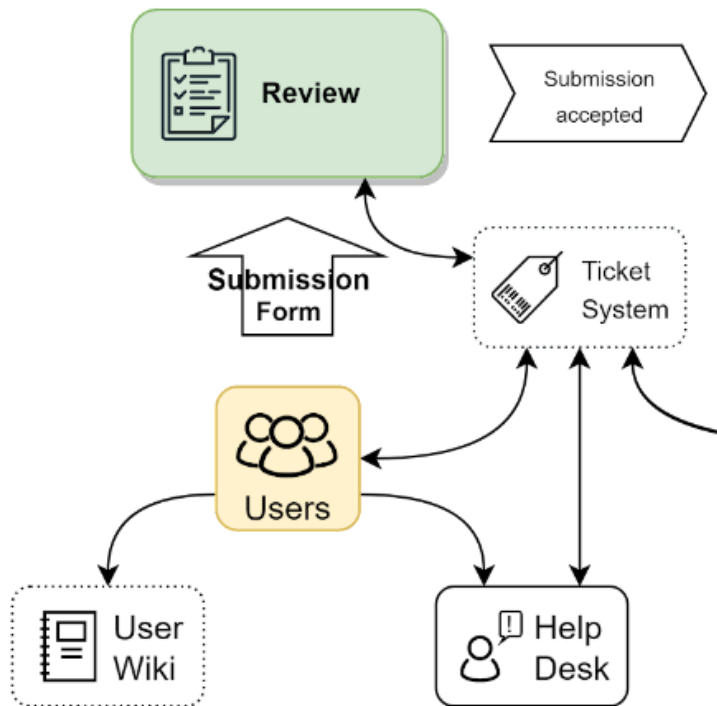 Review
Submission
accepted
Submission
Form
Ticket
System
Users
User
Wiki
!
Help
Desk